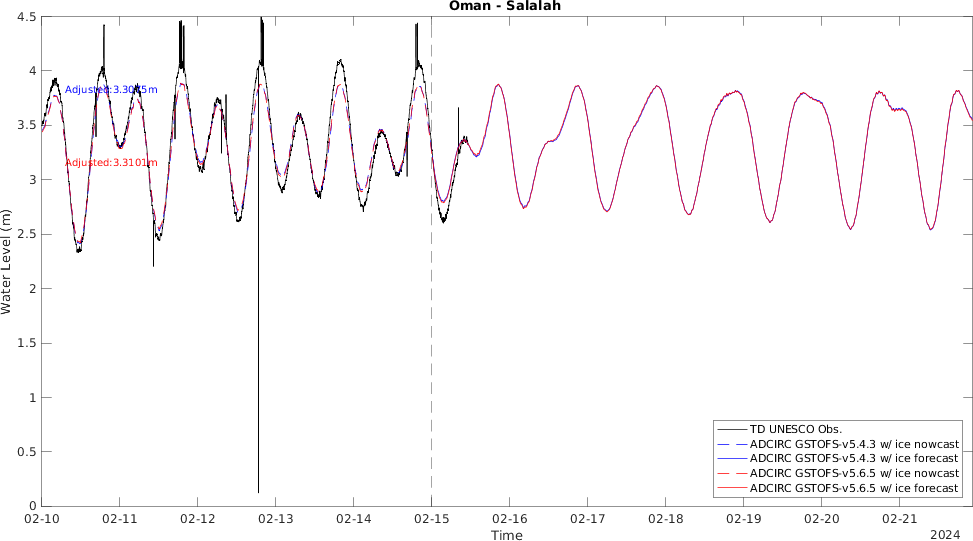 Oman - Salalah
4.5
4
3.5
3
2.5
2
1.5
1
0.5
0
Water Level (m)
Adjusted:3.3101m
TD UNESCO Obs.
ADCIRC GSTOFS-v5.4.3 w/ ice nowcast
ADCIRC GSTOFS-v5.4.3 w/ ice forecast
ADCIRC GSTOFS-v5.6.5 w/ ice nowcast
ADCIRC GSTOFS-v5.6.5 w/ ice forecast
02-10 02-11 02-12 02-13 02-14 02-15 02-16 02-17 02-18 02-19 02-20 02-21
Time
2024